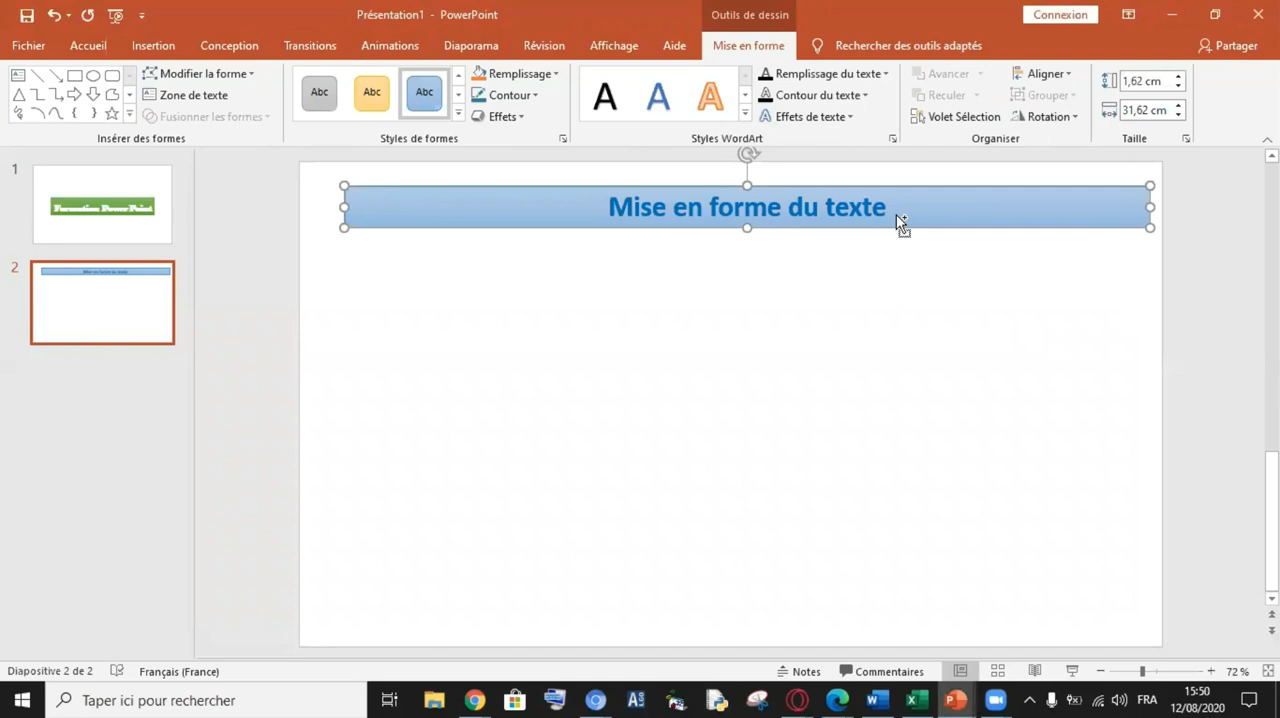 Présentation1 - PowerPoint
Outils de dessin
Connexion
Fichier Accueil Insertion Conception Transitions Animations Diaporama Révision Affichage Aide Mise en forme Rechercher des outils adaptés Partager
Modifier la forme
Zone de texte
Fusionner les formes
Insérer des formes
Abc Abc Abc
Remplissage
Contour
Effets
Styles de formes
A A A
Remplissage du texte
Contour du texte
Effets de texte
Styles WordArt
Avancer
Reculer
Volet Sélection
Aligner
Grouper
Rotation
Organiser
1,62 cm
31,62 cm
Taille
1
Formation PowerPoint
2
Mise en forme du texte
Mise en forme du texte
Diapositive 2 de 2 Français (France) Notes Commentaires 72 %
Taper ici pour rechercher
FRA
15:50
12/08/2020